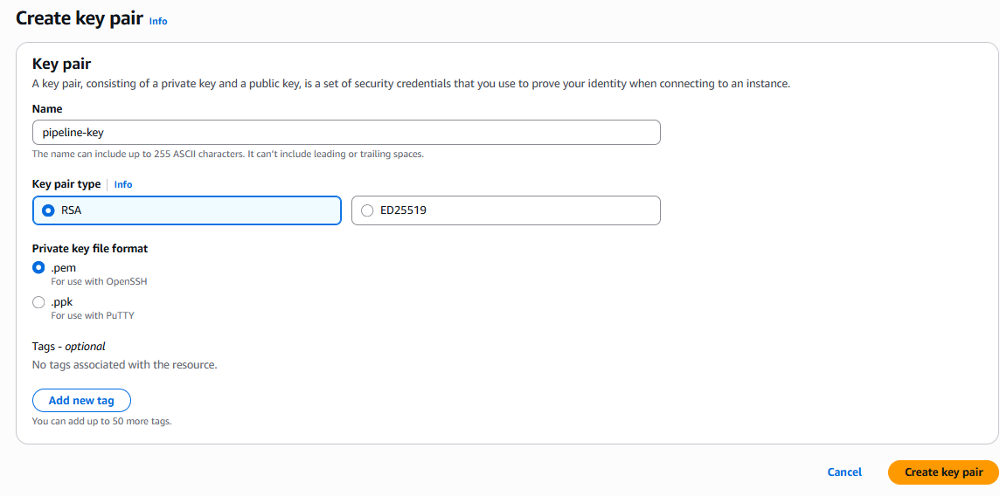 Create key pair Info
Key pair
A key pair, consisting of a private key and a public key, is a set of security credentials that you use to prove your identity when connecting to an instance.
Name
pipeline-key
The name can include up to 255 ASCII characters. It can't include leading or trailing spaces.
Key pair type Info
RSA ED25519
Private key file format
.pem
For use with OpenSSH
.ppk
For use with PuTTY
Tags - optional
No tags associated with the resource.
Add new tag
You can add up to 50 more tags.
Cancel Create key pair